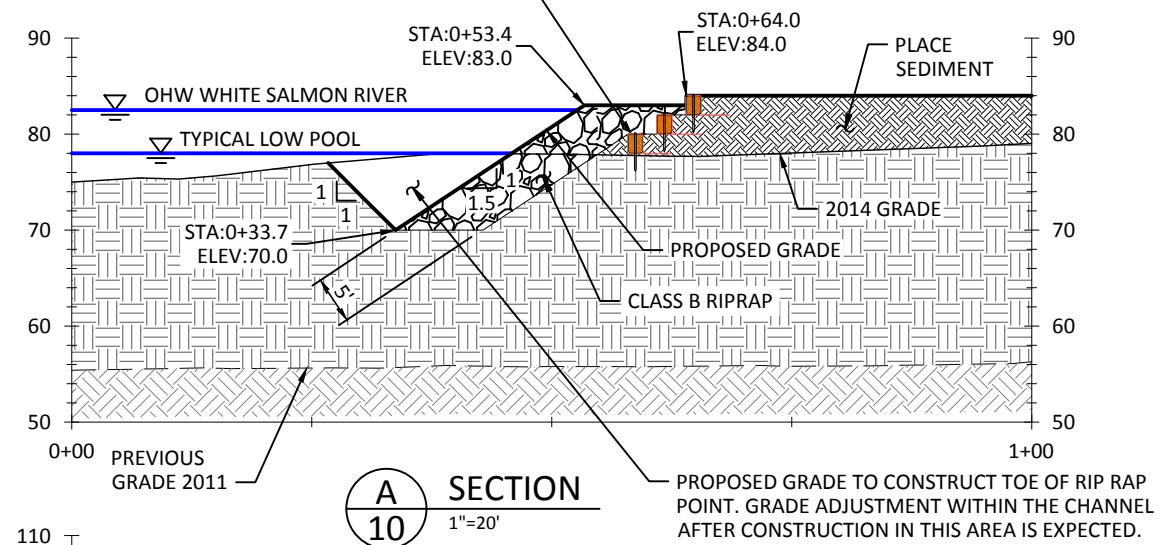 90
STA:0+53.4
ELEV:83.0
STA:0+64.0
ELEV:84.0
90
PLACE
SEDIMENT
OHW WHITE SALMON RIVER
80
80
TYPICAL LOW POOL
1
1
1
1.5
2014 GRADE
70
STA:0+33.7
ELEV:70.0
70
PROPOSED GRADE
5'
CLASS B RIPRAP
60
60
50
50
0+00
1+00
PREVIOUS
GRADE 2011
A
10
SECTION
1"=20'
PROPOSED GRADE TO CONSTRUCT TOE OF RIP RAP
POINT. GRADE ADJUSTMENT WITHIN THE CHANNEL
AFTER CONSTRUCTION IN THIS AREA IS EXPECTED.
110